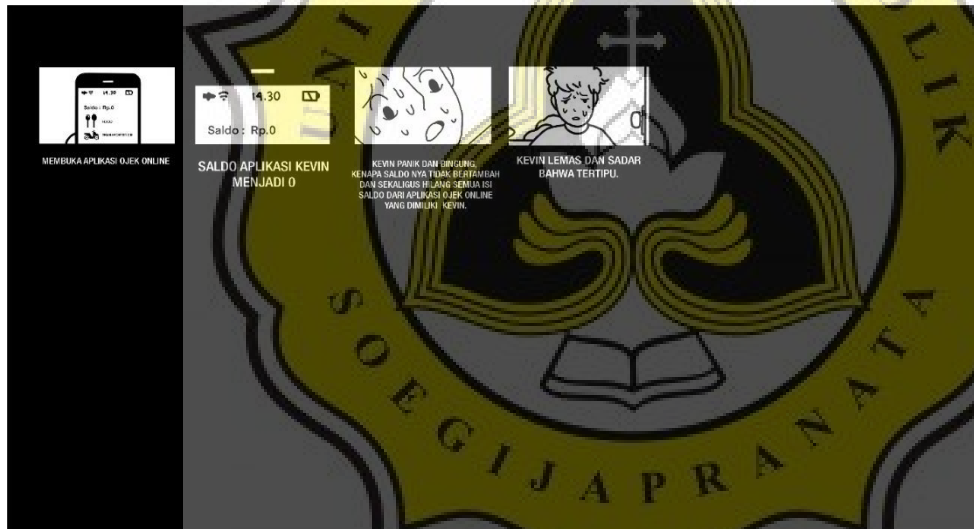 14.30
Saldo : Rp.0
MEMBUKA APLIKASI OJEK ONLINE
14.30
Saldo : Rp.0
SALDO APLIKASI KEVIN
MENJADI 0
KEVIN PANIK DAN BINGUNG,
KENAPA SALDO NYA TIDAK BERTAMBAH
DAN SEKALIGUS HILANG SEMUA ISI
SALDO DARI APLIKASI OJEK ONLINE
YANG DIMILIKI KEVIN.
KEVIN LEMAS DAN SADAR
BAHWA TERTIPU.
UNI
LIK
SOEGIJAPRANATA